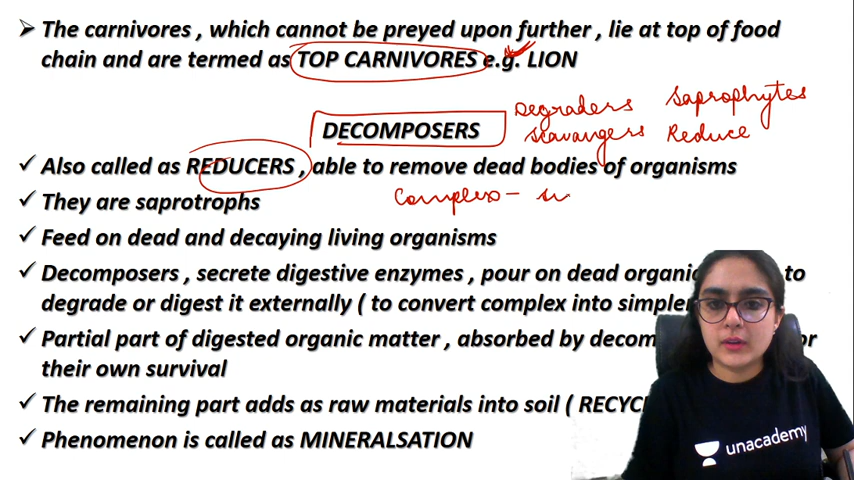 ➢ The carnivores , which cannot be preyed upon further , lie at top of food
chain and are termed as TOP CARNIVORES e.g. LION
Degraders Saprophytes
DECOMPOSERS
Scavangers Reduce
✓ Also called as REDUCERS , able to remove dead bodies of organisms
✓ They are saprotrophs
Complex –
✓ Feed on dead and decaying living organisms
✓ Decomposers , secrete digestive enzymes , pour on dead organic to
degrade or digest it externally ( to convert complex into simpler
✓ Partial part of digested organic matter , absorbed by
their own survival
✓ The remaining part adds as raw materials into soil (
✓ Phenomenon is called as MINERALSATION
unacademy